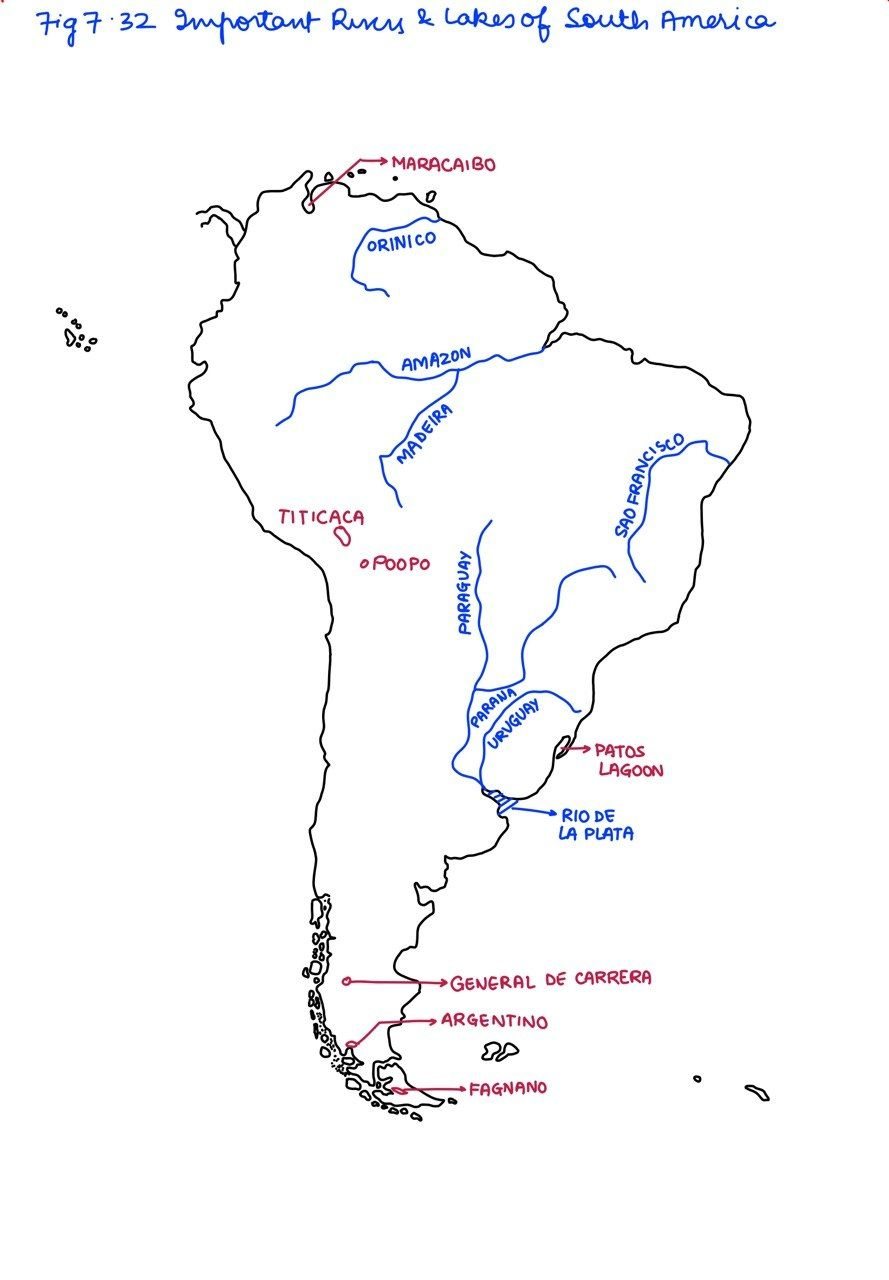 Fig 7.32 Important Rivers & Lakes of South America
MARACAIBO
ORINICO
AMAZON
MADEIRA
SAO FRANCISCO
TITICACA
POOPO
PARAGUAY
PARANA
URUGUAY
PATOS
LAGOON
RIO DE
LA PLATA
GENERAL DE CARRERA
ARGENTINO
FAGNANO